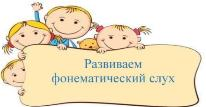 Развиваем
фонематический слух